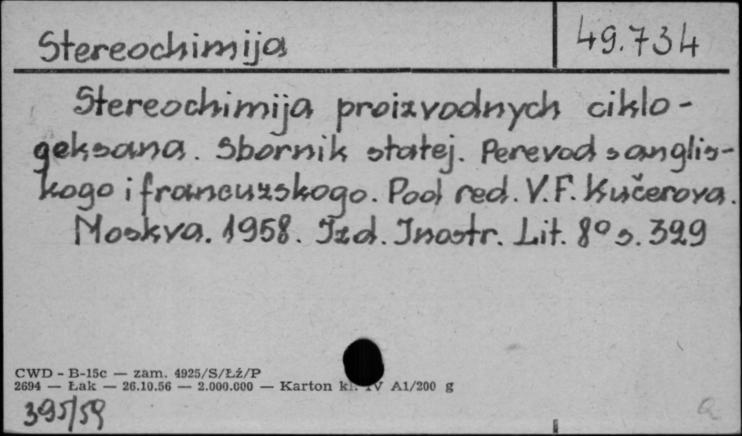 Stereochimija 49.734
Stereochimija proizvodnych ciklo-
geksana. Sbornik statej. Perevod s anglis-
kogo i francuzskogo. Pod red. V.F. Kučerova.
Moskva. 1958. Izd. Inostr. Lit. 8° s. 329
CWD - B-15c — zam. 4925/S/Łź/P
2694 — Łak — 26.10.56 — 2.000.000 — Karton kl. IV A1/200 g
395/59